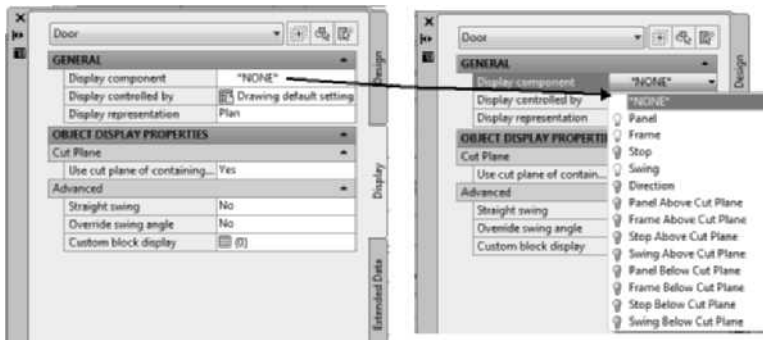 Door
GENERAL
Display component *NONE*
Display controlled by Drawing default setting
Display representation Plan
OBJECT DISPLAY PROPERTIES
Cut Plane
Use cut plane of containing... Yes
Advanced
Straight swing No
Override swing angle No
Custom block display (0)
Design
Display
Extended Data
Door
GENERAL
Display component *NONE*
Display controlled by
Display representation
OBJECT DISPLAY PROPERTI
Cut Plane
Use cut plane of contain...
Advanced
Straight swing
Override swing angle
Custom block display
*NONE*
Panel
Frame
Stop
Swing
Direction
Panel Above Cut Plane
Frame Above Cut Plane
Stop Above Cut Plane
Swing Above Cut Plane
Panel Below Cut Plane
Frame Below Cut Plane
Stop Below Cut Plane
Swing Below Cut Plane
Design